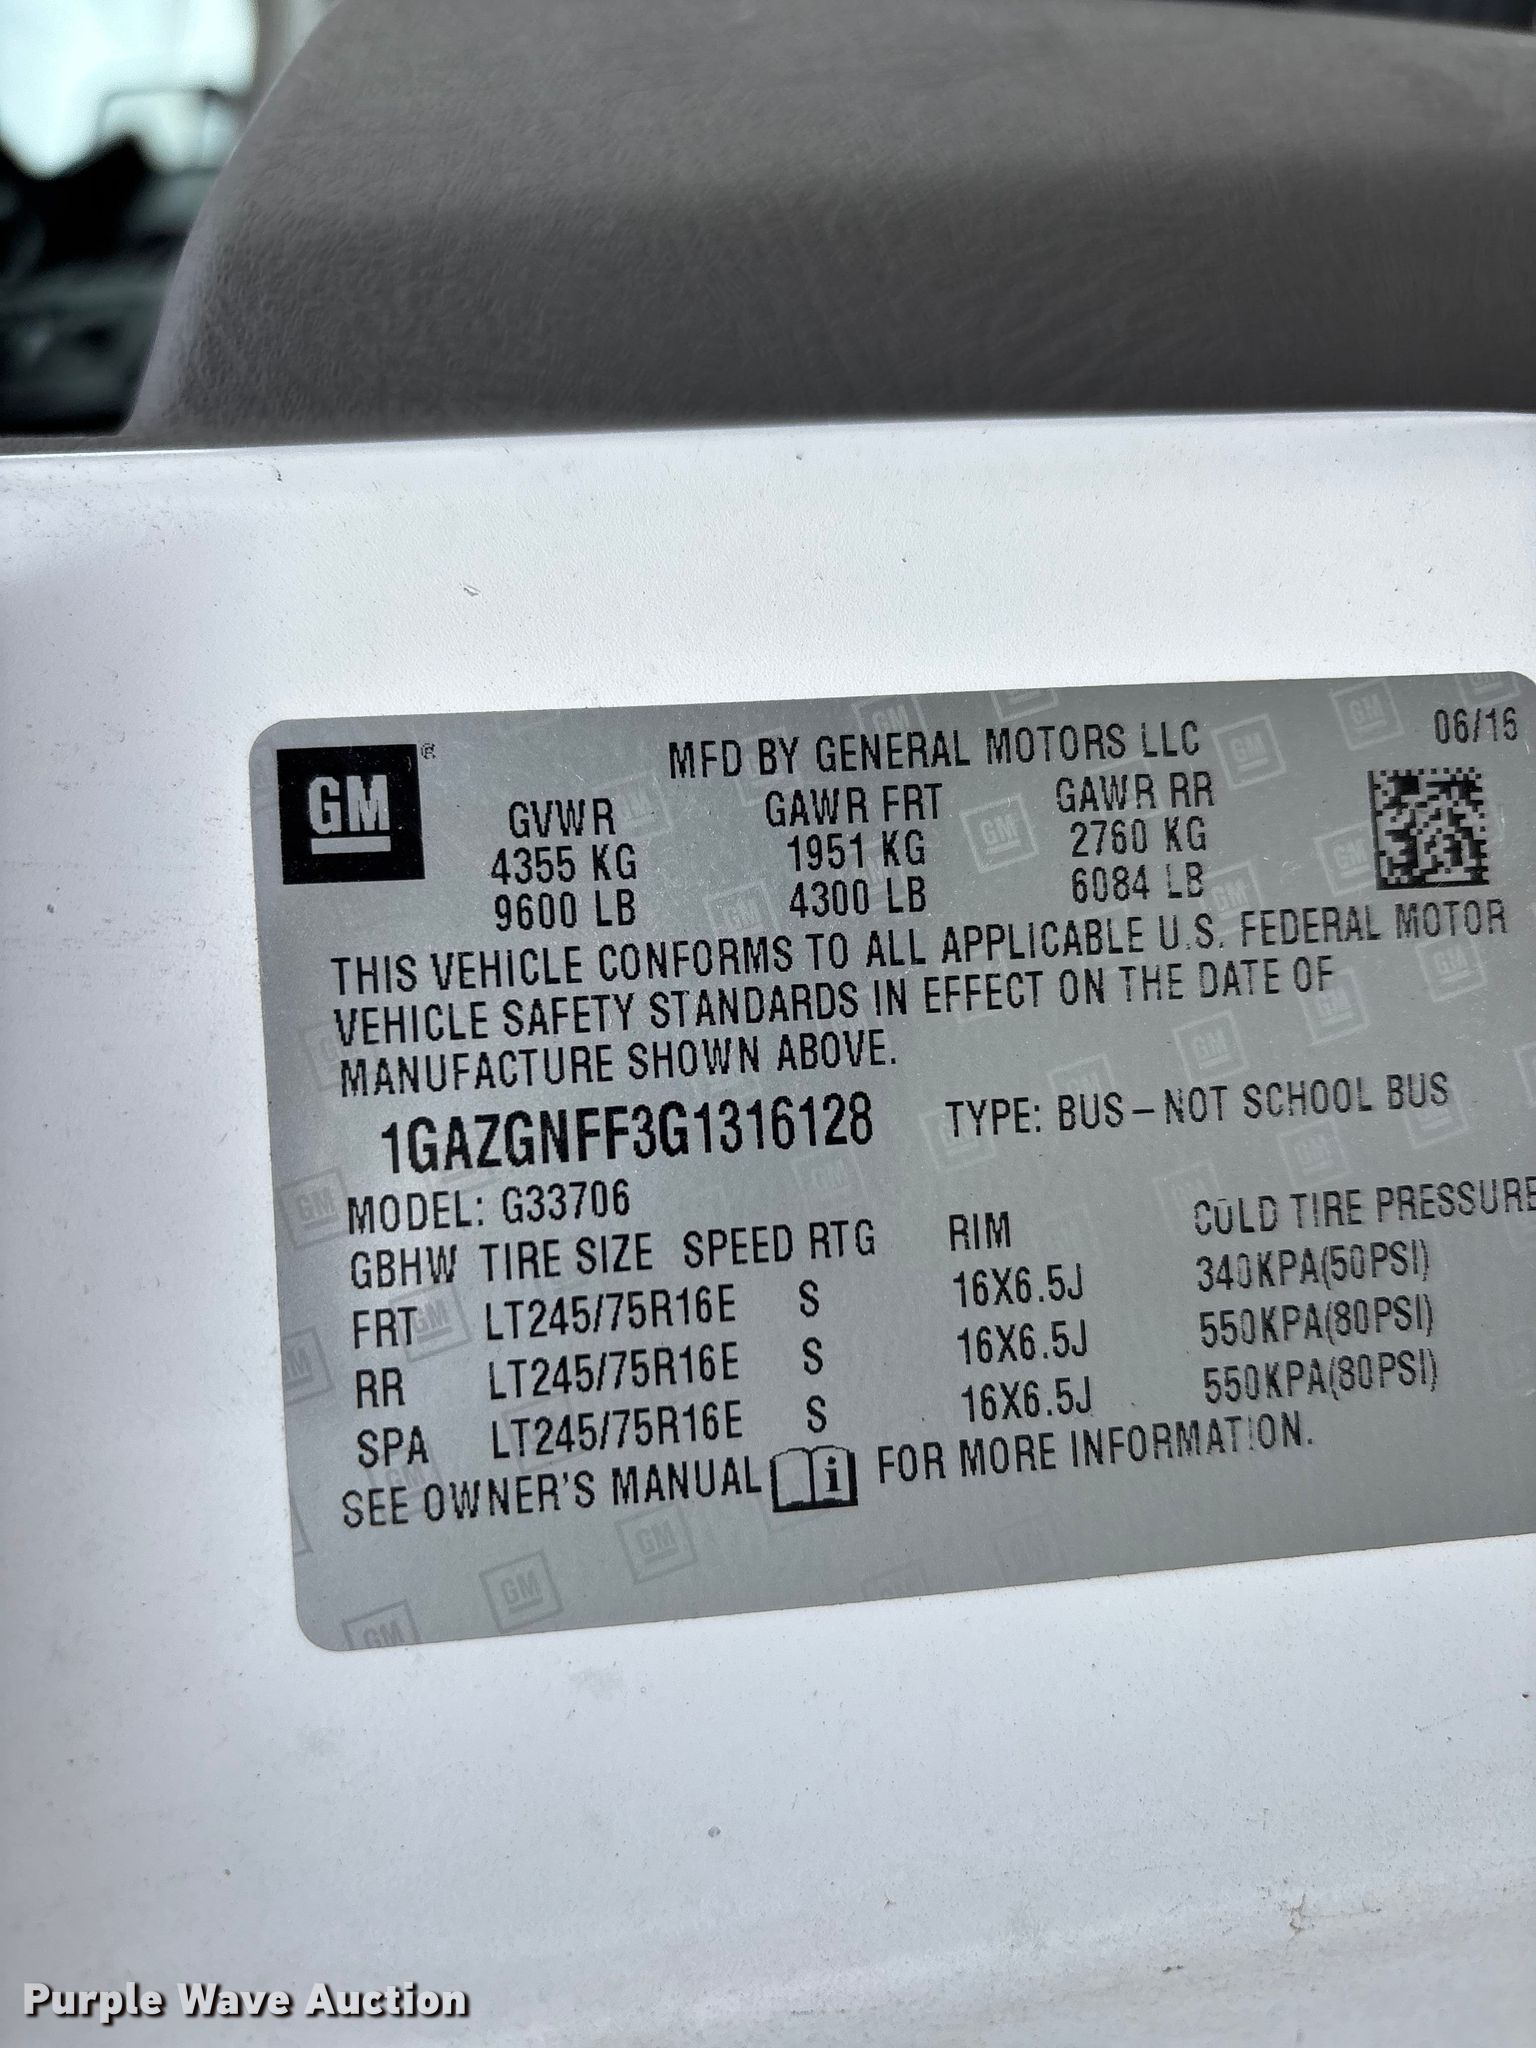 GM®
MFD BY GENERAL MOTORS LLC 06/16
GVWR GAWR FRT GAWR RR
4355 KG 1951 KG 2760 KG
9600 LB 4300 LB 6084 LB
THIS VEHICLE CONFORMS TO ALL APPLICABLE U.S. FEDERAL MOTOR
VEHICLE SAFETY STANDARDS IN EFFECT ON THE DATE OF
MANUFACTURE SHOWN ABOVE.
1GAZGNFF3G1316128 TYPE: BUS – NOT SCHOOL BUS
MODEL: G33706
GBHW TIRE SIZE SPEED RTG RIM COLD TIRE PRESSURE
FRT LT245/75R16E S 16X6.5J 340KPA(50PSI)
RR LT245/75R16E S 16X6.5J 550KPA(80PSI)
SPA LT245/75R16E S 16X6.5J 550KPA(80PSI)
SEE OWNER'S MANUAL i FOR MORE INFORMATION.
Purple Wave Auction